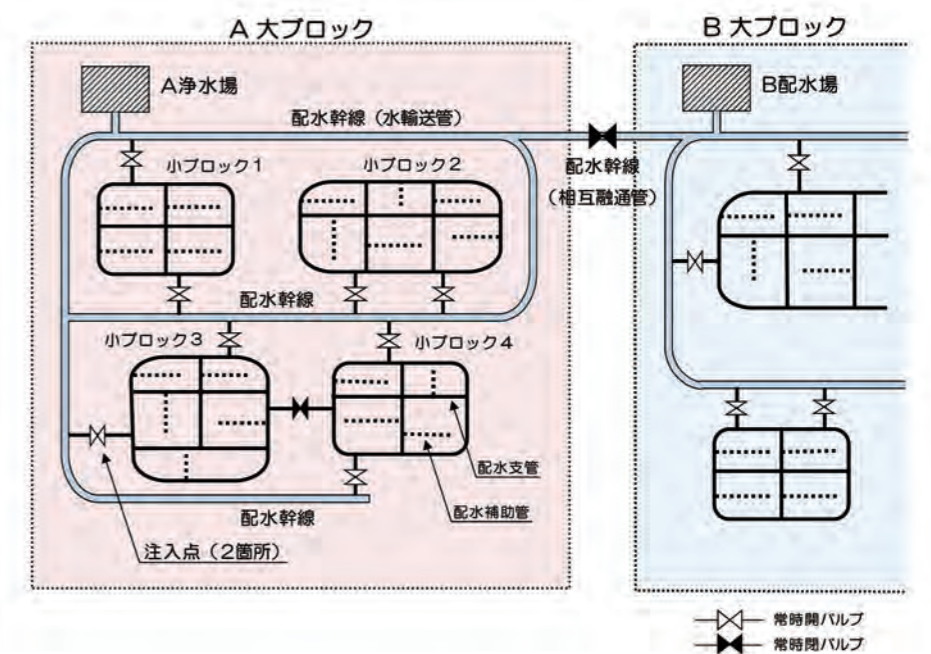 A 大ブロック
B 大ブロック
A浄水場
B配水場
配水幹線(水輸送管)
小ブロック1
小ブロック2
配水幹線
(相互融通管)
配水幹線
小ブロック3
小ブロック4
配水支管
配水補助管
配水幹線
注入点(2箇所)
常時開バルブ
常時閉バルブ